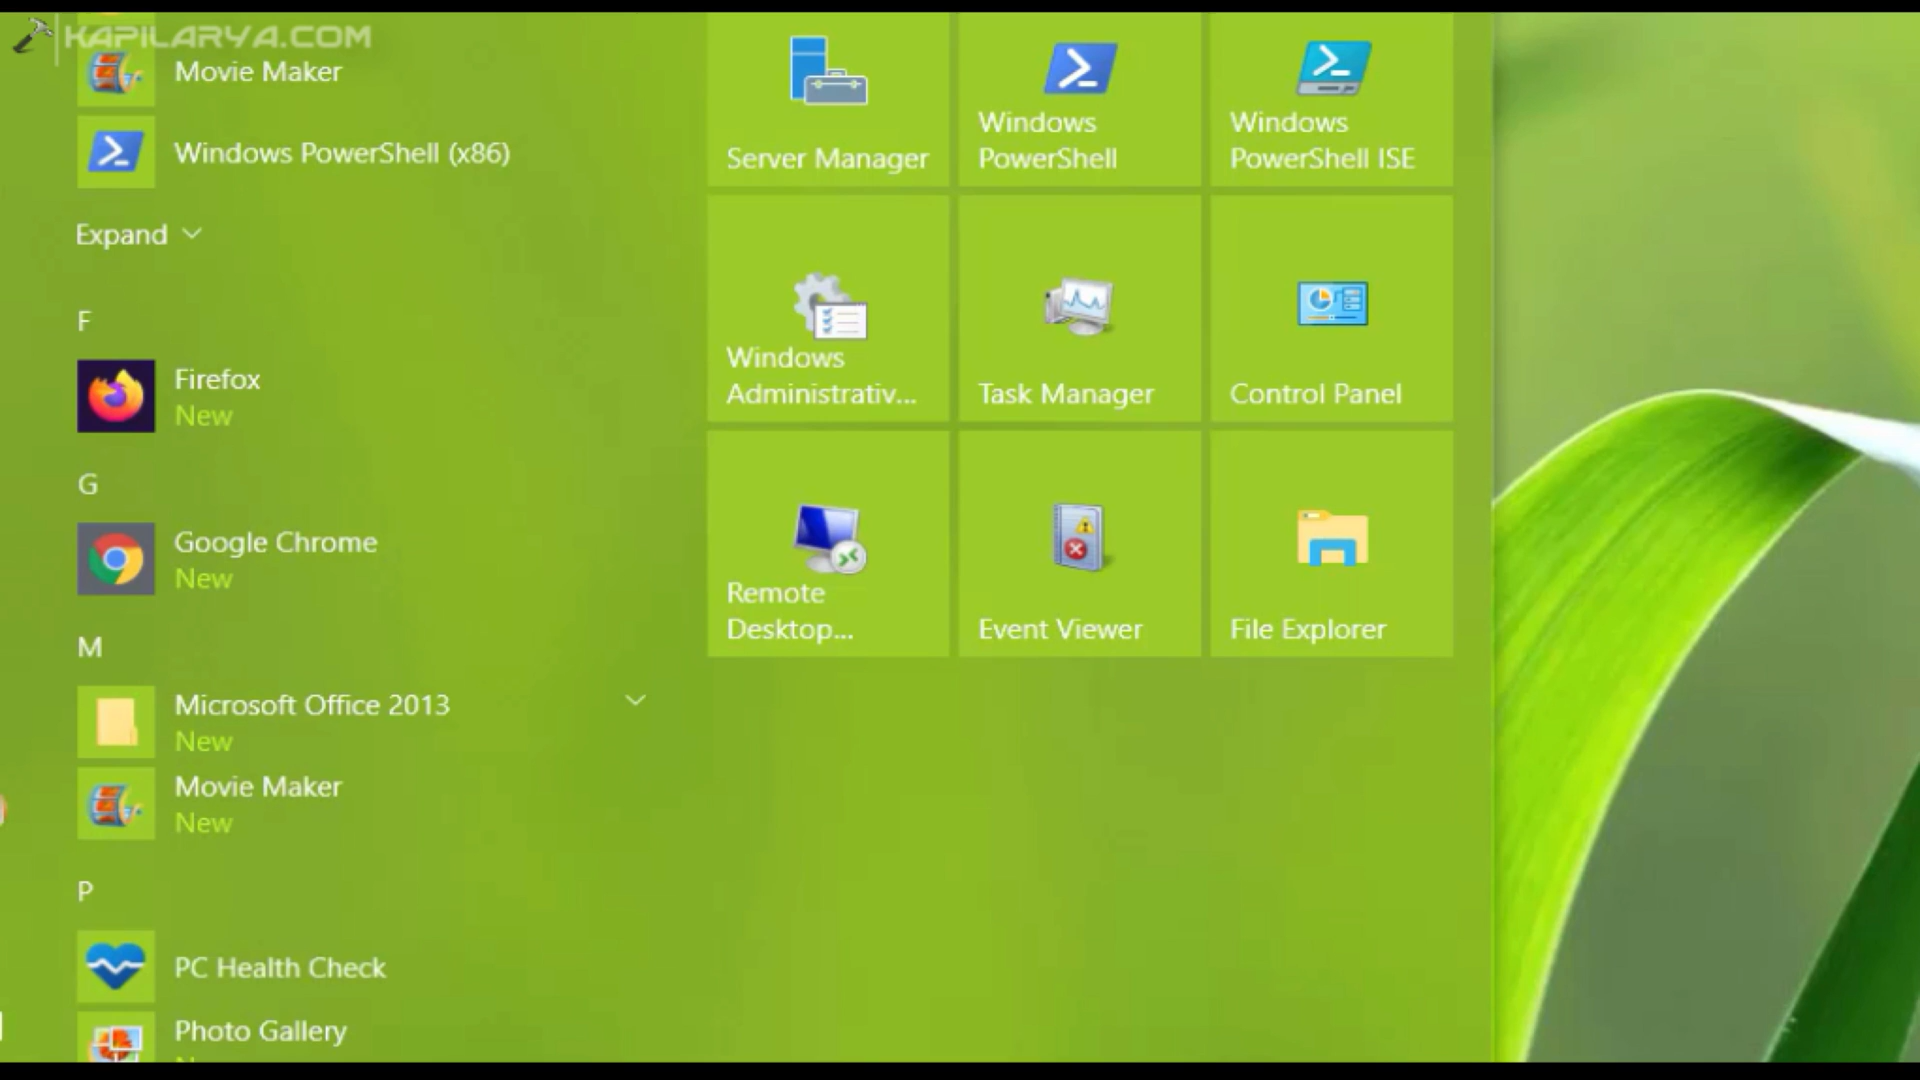 KAPILARYA.COM
Movie Maker
Windows PowerShell (x86)
Expand
F
Firefox
New
G
Google Chrome
New
M
Microsoft Office 2013
New
Movie Maker
New
P
PC Health Check
Photo Gallery
Server Manager
Windows
PowerShell
Windows
PowerShell ISE
Windows
Administrativ...
Task Manager
Control Panel
Remote
Desktop...
Event Viewer
File Explorer